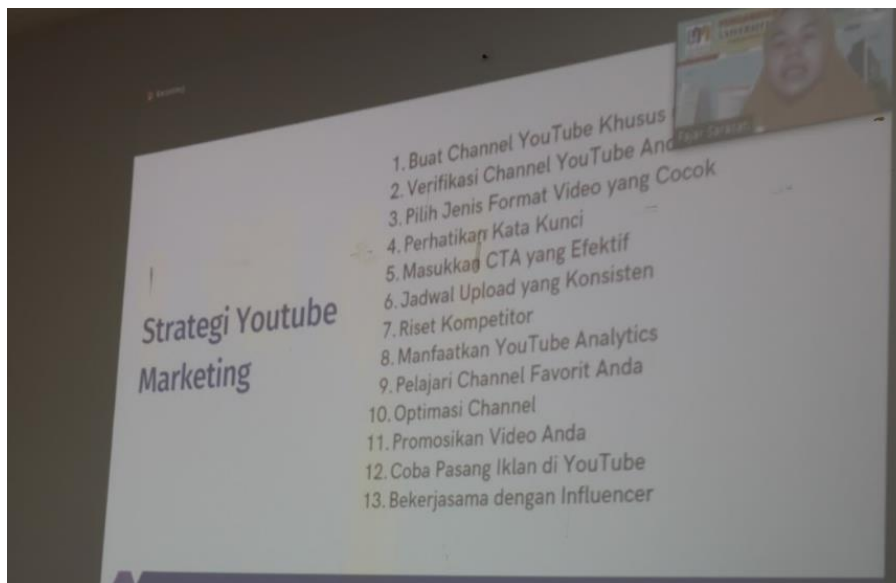 Strategi Youtube
Marketing
1. Buat Channel YouTube Khusus
2. Verifikasi Channel YouTube And
3. Pilih Jenis Format Video yang Cocok
4. Perhatikan Kata Kunci
5. Masukkan CTA yang Efektif
6. Jadwal Upload yang Konsisten
7. Riset Kompetitor
8. Manfaatkan YouTube Analytics
9. Pelajari Channel Favorit Anda
10. Optimasi Channel
11. Promosikan Video Anda
12. Coba Pasang Iklan di YouTube
13. Bekerjasama dengan Influencer